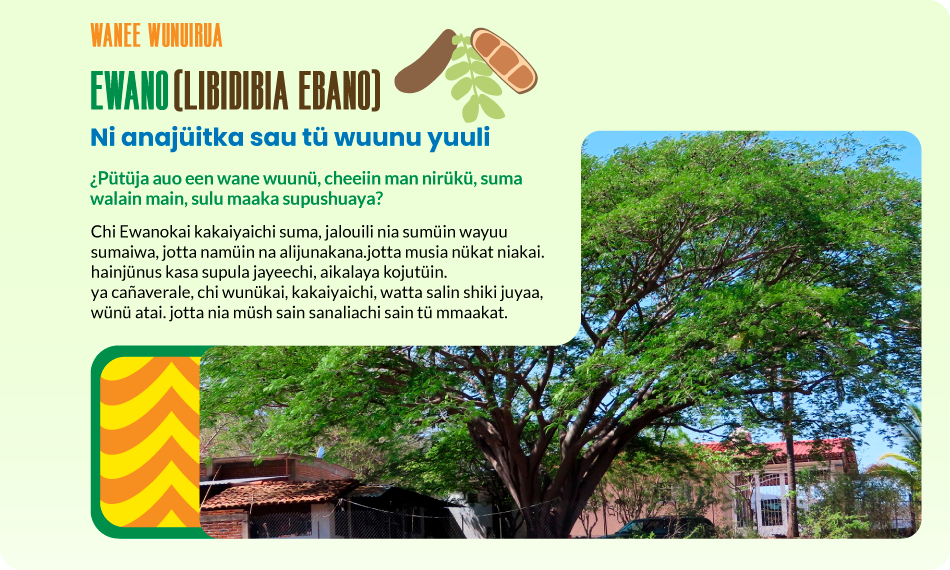 WANEE WUNUIRUA
EWANO (LIBIDIBIA EBANO)
Ni anajüitka sau tü wuunu yuuli
¿Pütüja auo een wane wuunü, cheeiin man nirükü, suma
walain main, sulu maaka supushuaya?
Chi Ewanokai kakaiyaichi suma, jalouili nia sumüin wayuu
sumaiwa, jotta namüin na alijunakana.jotta musia nükat niakai.
hainjünus kasa supula jayeechi, aikalaya kojutüin.
ya cañaverale, chi wunükai, kakaiyaichi, watta salin shiki juyaa,
wünü atai. jotta nia müsh sain sanaliachi sain tü mmaakat.